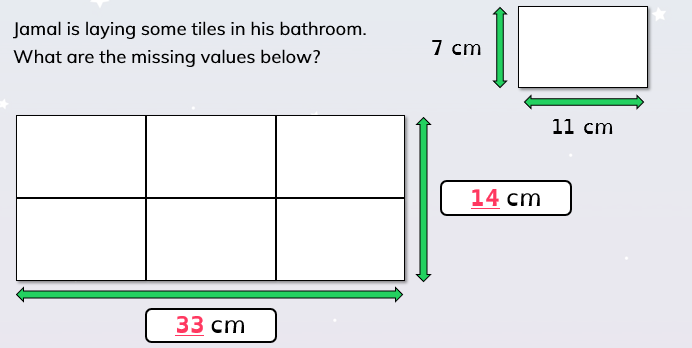 Jamal is laying some tiles in his bathroom.
What are the missing values below?
7 cm
11 cm
14 cm
33 cm